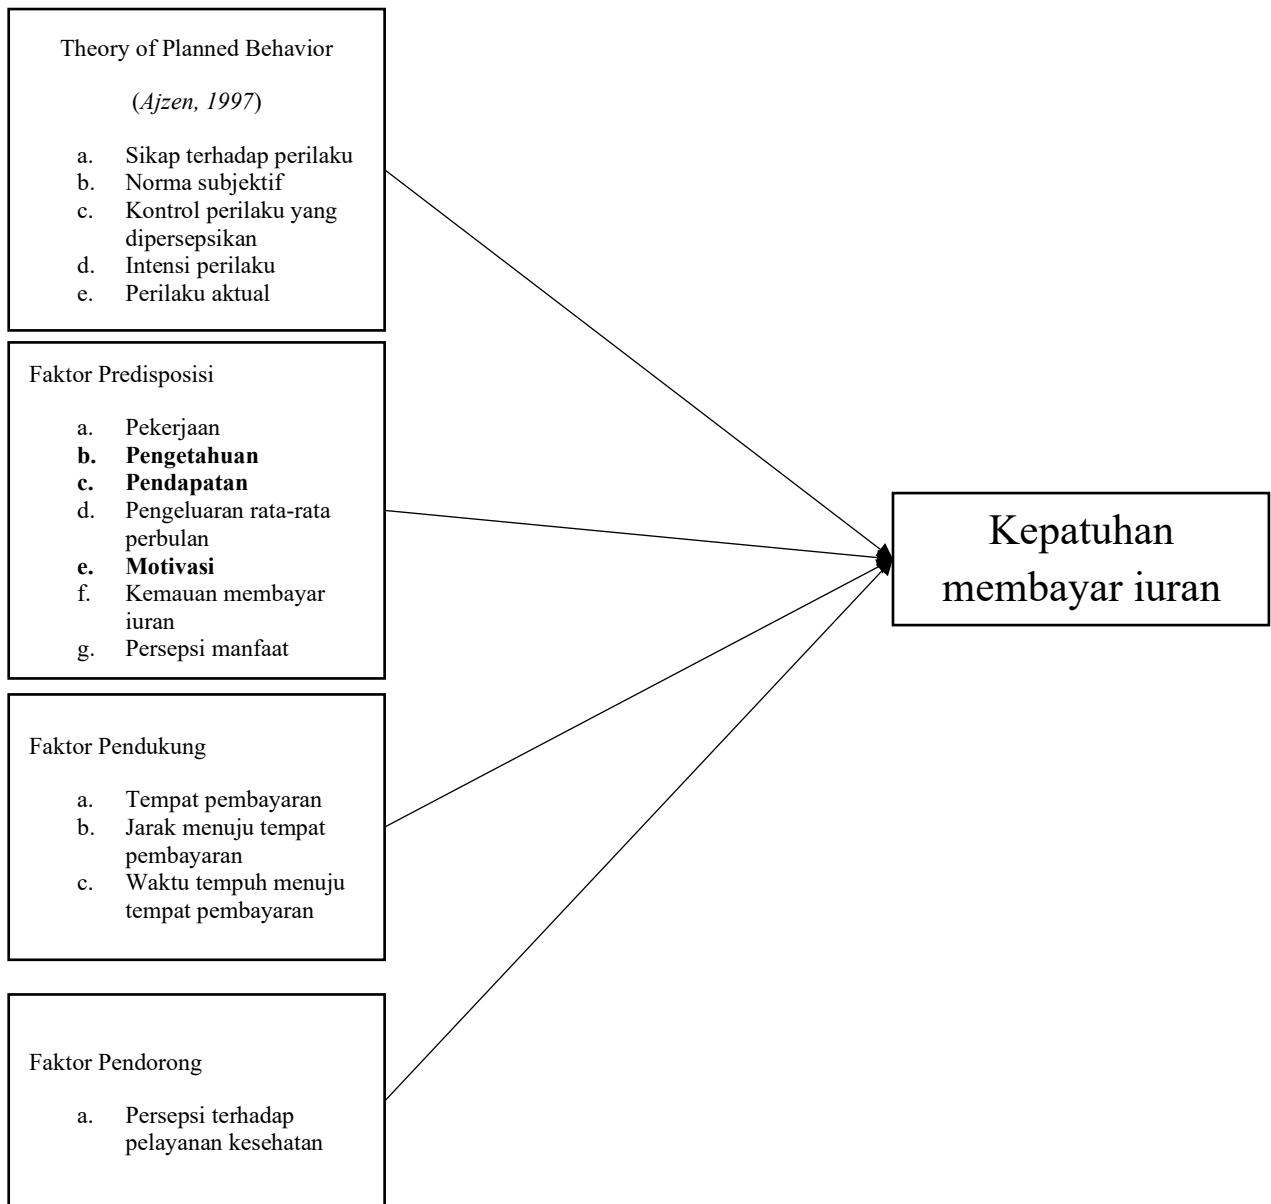 Theory of Planned Behavior
(Ajzen, 1997)
a. Sikap terhadap perilaku
b. Norma subjektif
c. Kontrol perilaku yang
dipersepsikan
d. Intensi perilaku
e. Perilaku aktual
Faktor Predisposisi
a. Pekerjaan
b. Pengetahuan
c. Pendapatan
d. Pengeluaran rata-rata
perbulan
e. Motivasi
f. Kemauan membayar
iuran
g. Persepsi manfaat
Faktor Pendukung
a. Tempat pembayaran
b. Jarak menuju tempat
pembayaran
c. Waktu tempuh menuju
tempat pembayaran
Faktor Pendorong
a. Persepsi terhadap
pelayanan kesehatan
Kepatuhan
membayar iuran